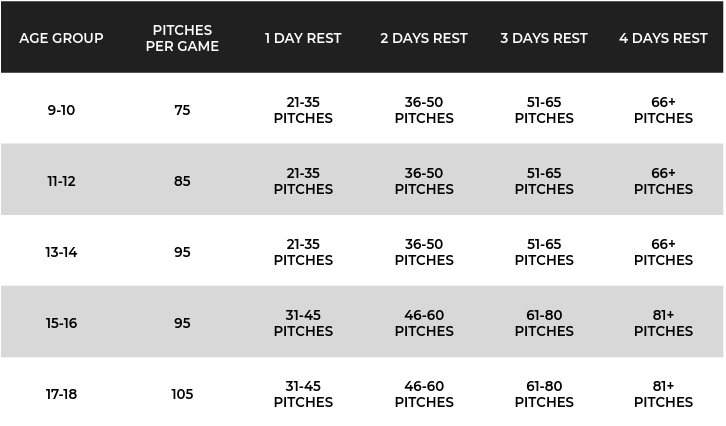 AGE GROUP PITCHES PER GAME 1 DAY REST 2 DAYS REST 3 DAYS REST 4 DAYS REST
9-10 75 21-35 PITCHES 36-50 PITCHES 51-65 PITCHES 66+ PITCHES
11-12 85 21-35 PITCHES 36-50 PITCHES 51-65 PITCHES 66+ PITCHES
13-14 95 21-35 PITCHES 36-50 PITCHES 51-65 PITCHES 66+ PITCHES
15-16 95 31-45 PITCHES 46-60 PITCHES 61-80 PITCHES 81+ PITCHES
17-18 105 31-45 PITCHES 46-60 PITCHES 61-80 PITCHES 81+ PITCHES